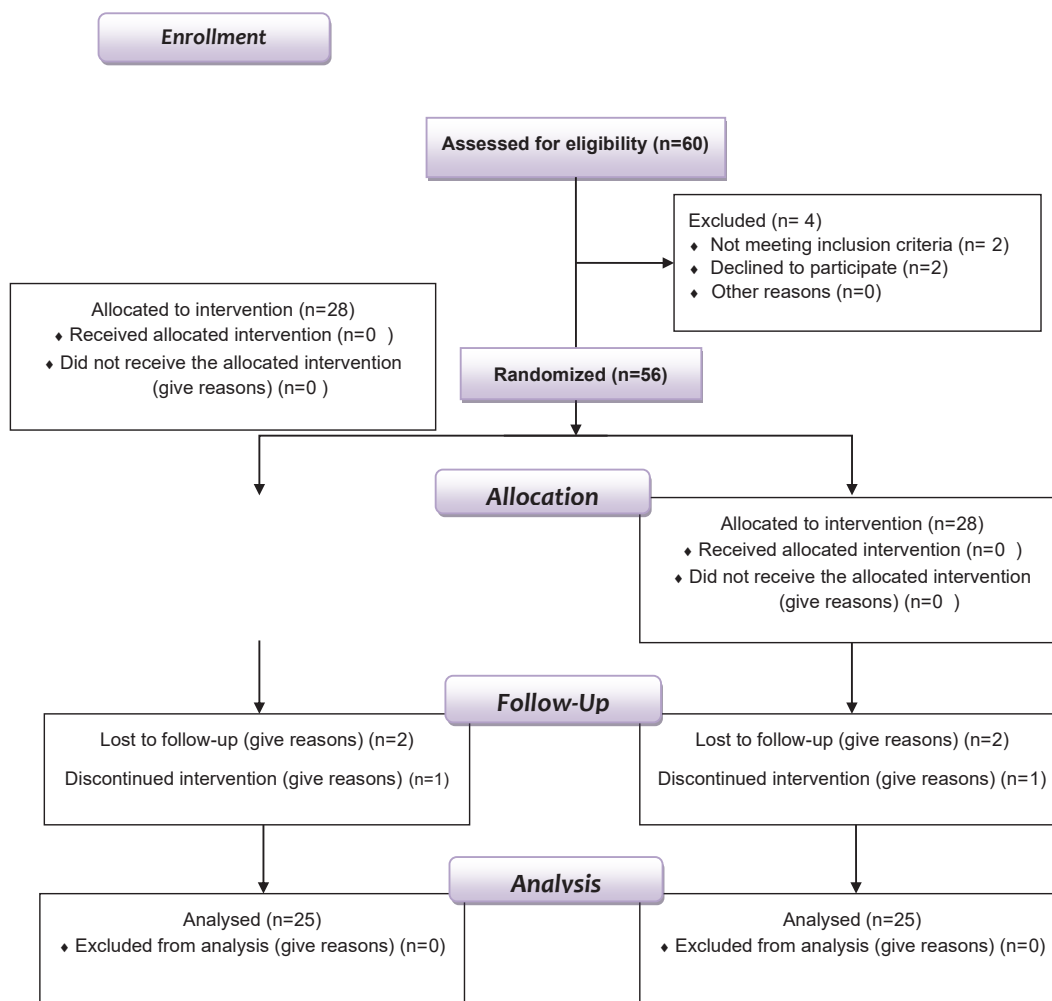 Enrollment
Assessed for eligibility (n=60)
Excluded (n= 4)
♦ Not meeting inclusion criteria (n= 2)
♦ Declined to participate (n=2)
♦ Other reasons (n=0)
Allocated to intervention (n=28)
♦ Received allocated intervention (n=0 )
♦ Did not receive the allocated intervention
(give reasons) (n=0 )
Randomized (n=56)
Allocation
Allocated to intervention (n=28)
♦ Received allocated intervention (n=0 )
♦ Did not receive the allocated intervention
(give reasons) (n=0 )
Follow-Up
Lost to follow-up (give reasons) (n=2)
Discontinued intervention (give reasons) (n=1)
Lost to follow-up (give reasons) (n=2)
Discontinued intervention (give reasons) (n=1)
Analysis
Analysed (n=25)
♦ Excluded from analysis (give reasons) (n=0)
Analysed (n=25)
♦ Excluded from analysis (give reasons) (n=0)